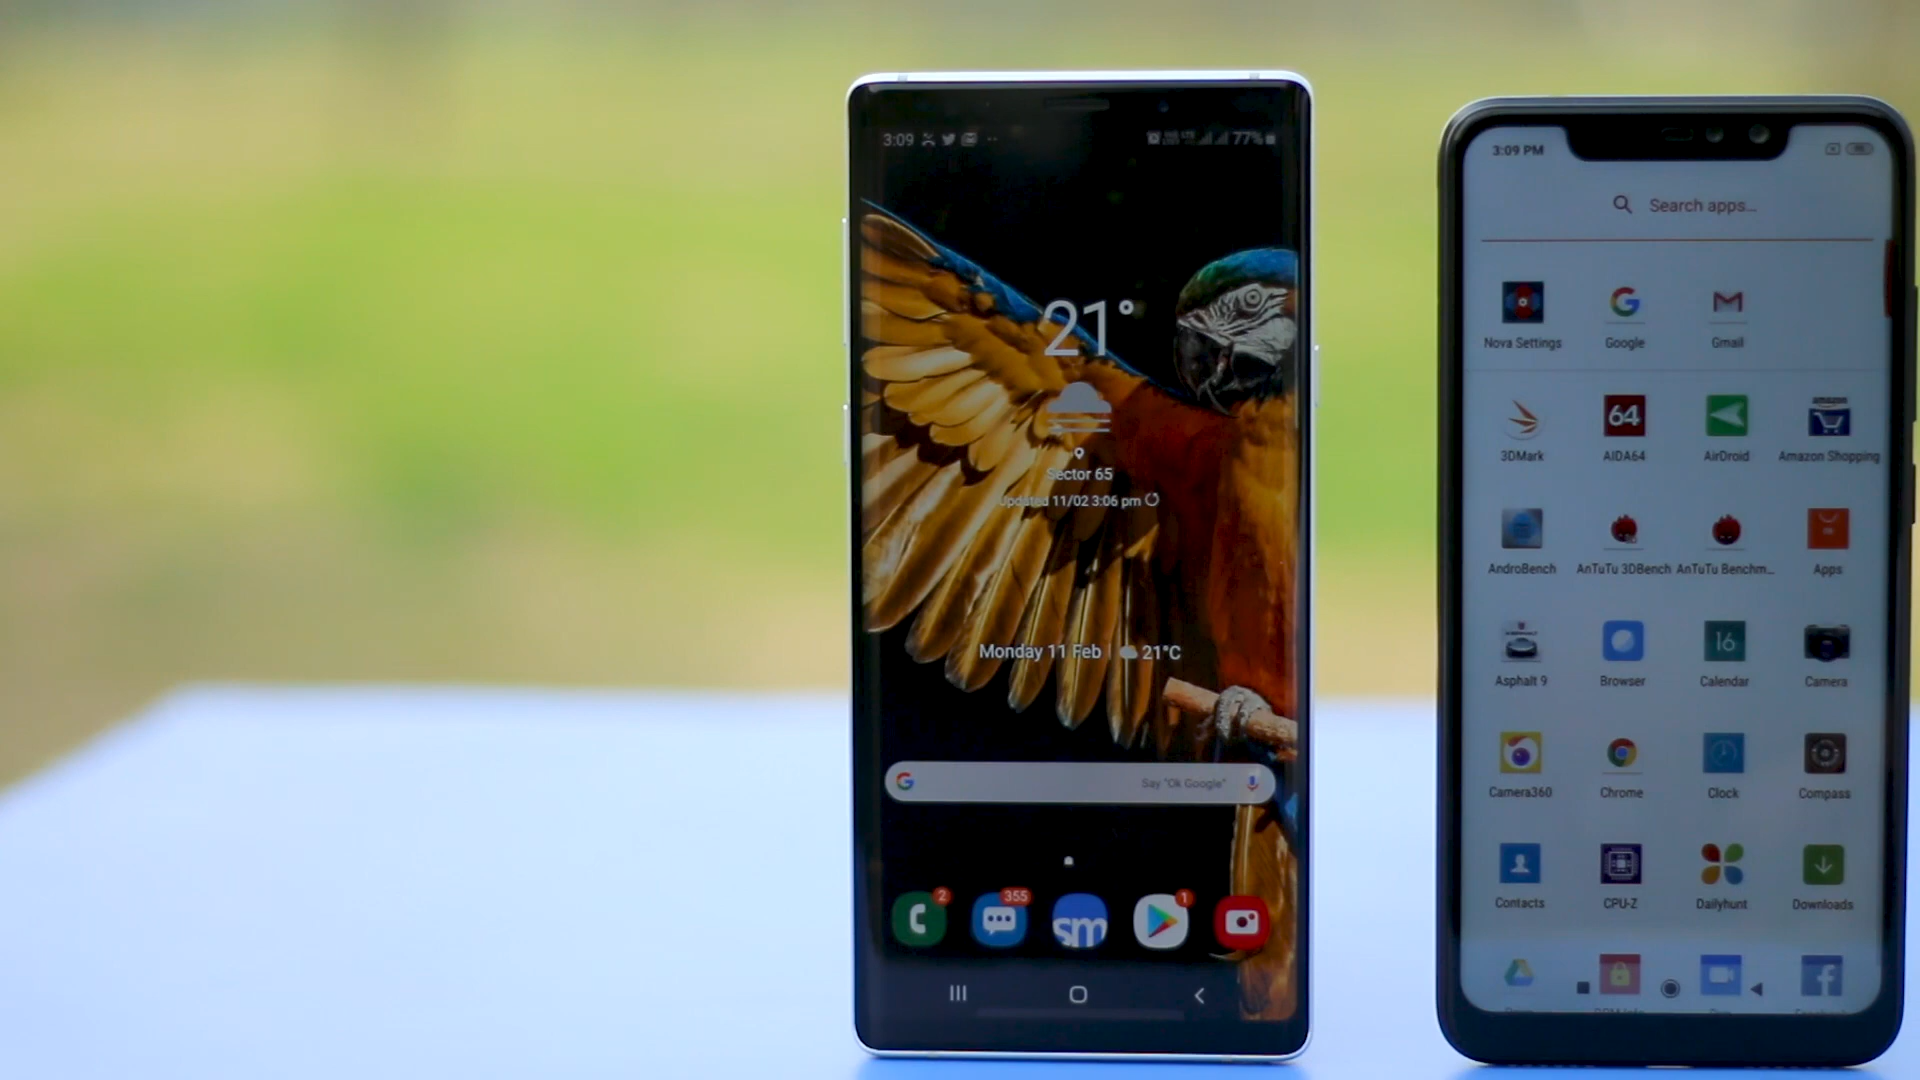 3:09
77%
21°
Sector 65
Updated 11/02 3:06 pm
Monday 11 Feb | 21°C
Say "Ok Google"
2
355
1
sm
3:09 PM
Search apps...
Nova Settings
Google
Gmail
64
amazon
3DMark
AIDA64
AirDroid
Amazon Shopping
AndroBench
AnTuTu 3DBench
AnTuTu Benchm...
Apps
16
Asphalt 9
Browser
Calendar
Camera
Camera360
Chrome
Clock
Compass
Contacts
CPU-Z
Dailyhunt
Downloads